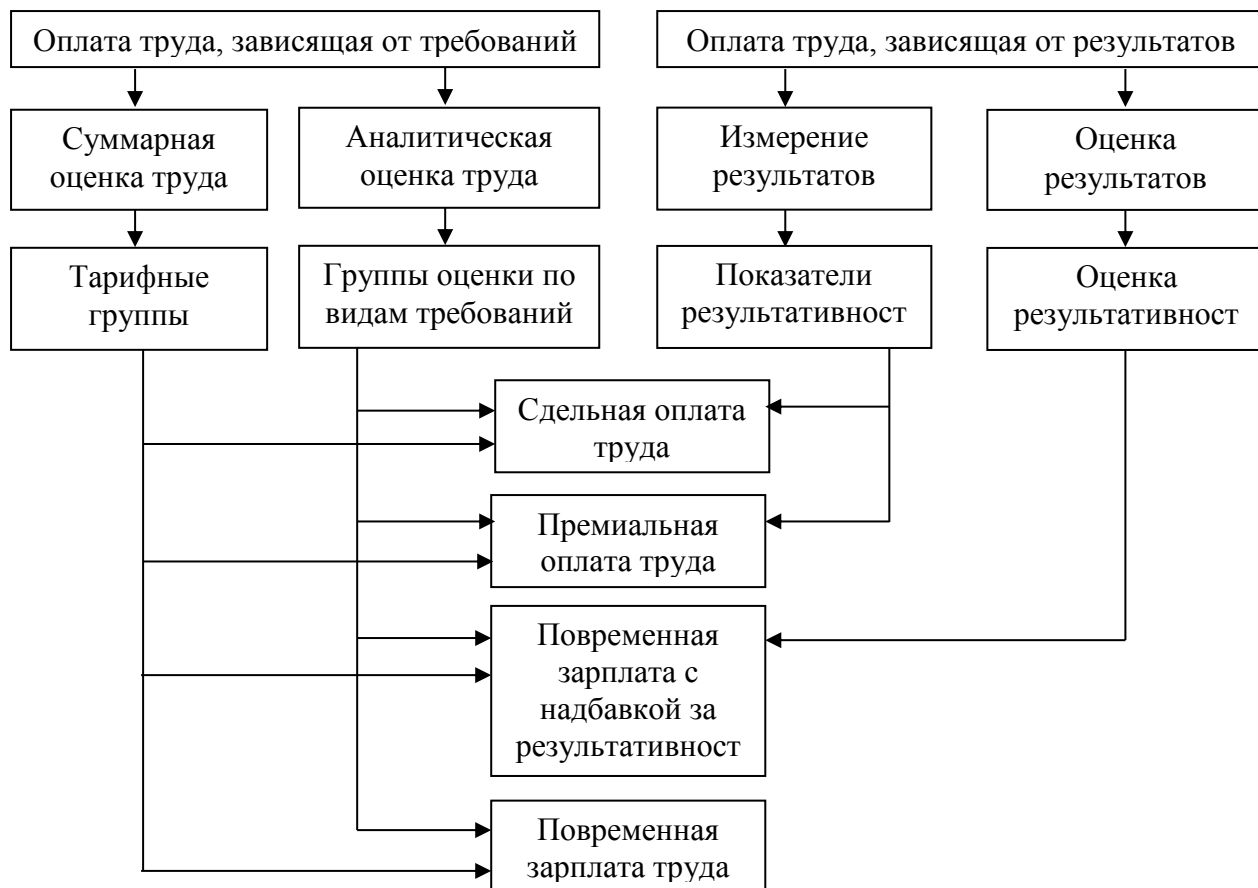 Оплата труда, зависящая от требований
Оплата труда, зависящая от результатов
Суммарная
оценка труда
Аналитическая
оценка труда
Измерение
результатов
Оценка
результатов
Тарифные
группы
Группы оценки по
видам требований
Показатели
результативност
Оценка
результативност
Сдельная оплата
труда
Премиальная
оплата труда
Повременная
зарплата с
надбавкой за
результативност
Повременная
зарплата труда